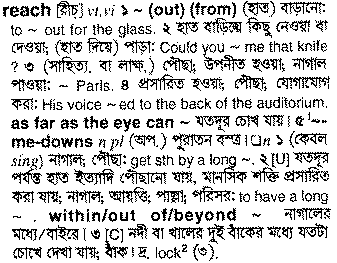 reach [রীচ্] vt,vi ১ ~ (out) (from) (হাত) বাড়ানো:
to ~ out for the glass. ২ হাত বাড়িয়ে কিছু নেওয়া বা
দেওয়া; (হাত দিয়ে) পাড়া: Could you ~ me that knife
? ৩ (সাহিত্য. বা লাক্ষ.) পৌঁছা; উপনীত হওয়া; নাগাল
পাওয়া: ~ Paris. ৪ প্রসারিত হওয়া; পৌঁছা; যোগাযোগ
করা: His voice ~ed to the back of the auditorium.
as far as the eye can ~ যতদূর চোখ যায়। ৫ '~-
me-downs n pl (অপ.) পুরাতন বস্ত্র। □n ১ (কেবল
sing) নাগাল; পৌঁছা: get sth by a long ~. ২ [U] যতদূর
পর্যন্ত হাত ইত্যাদি পৌঁছানো যায়, মানসিক শক্তি প্রসারিত
করা যায়; নাগাল; আয়ত্তি; পাল্লা; পরিসর: to have a long
~ . within/out of/beyond ~ নাগালের
মধ্যে/বাইরে। ৩ [C] নদী বা খালের দুই বাঁকের মধ্যে যতটা
চোখে দেখা যায়; বাঁক। দ্র. lock² (৩).